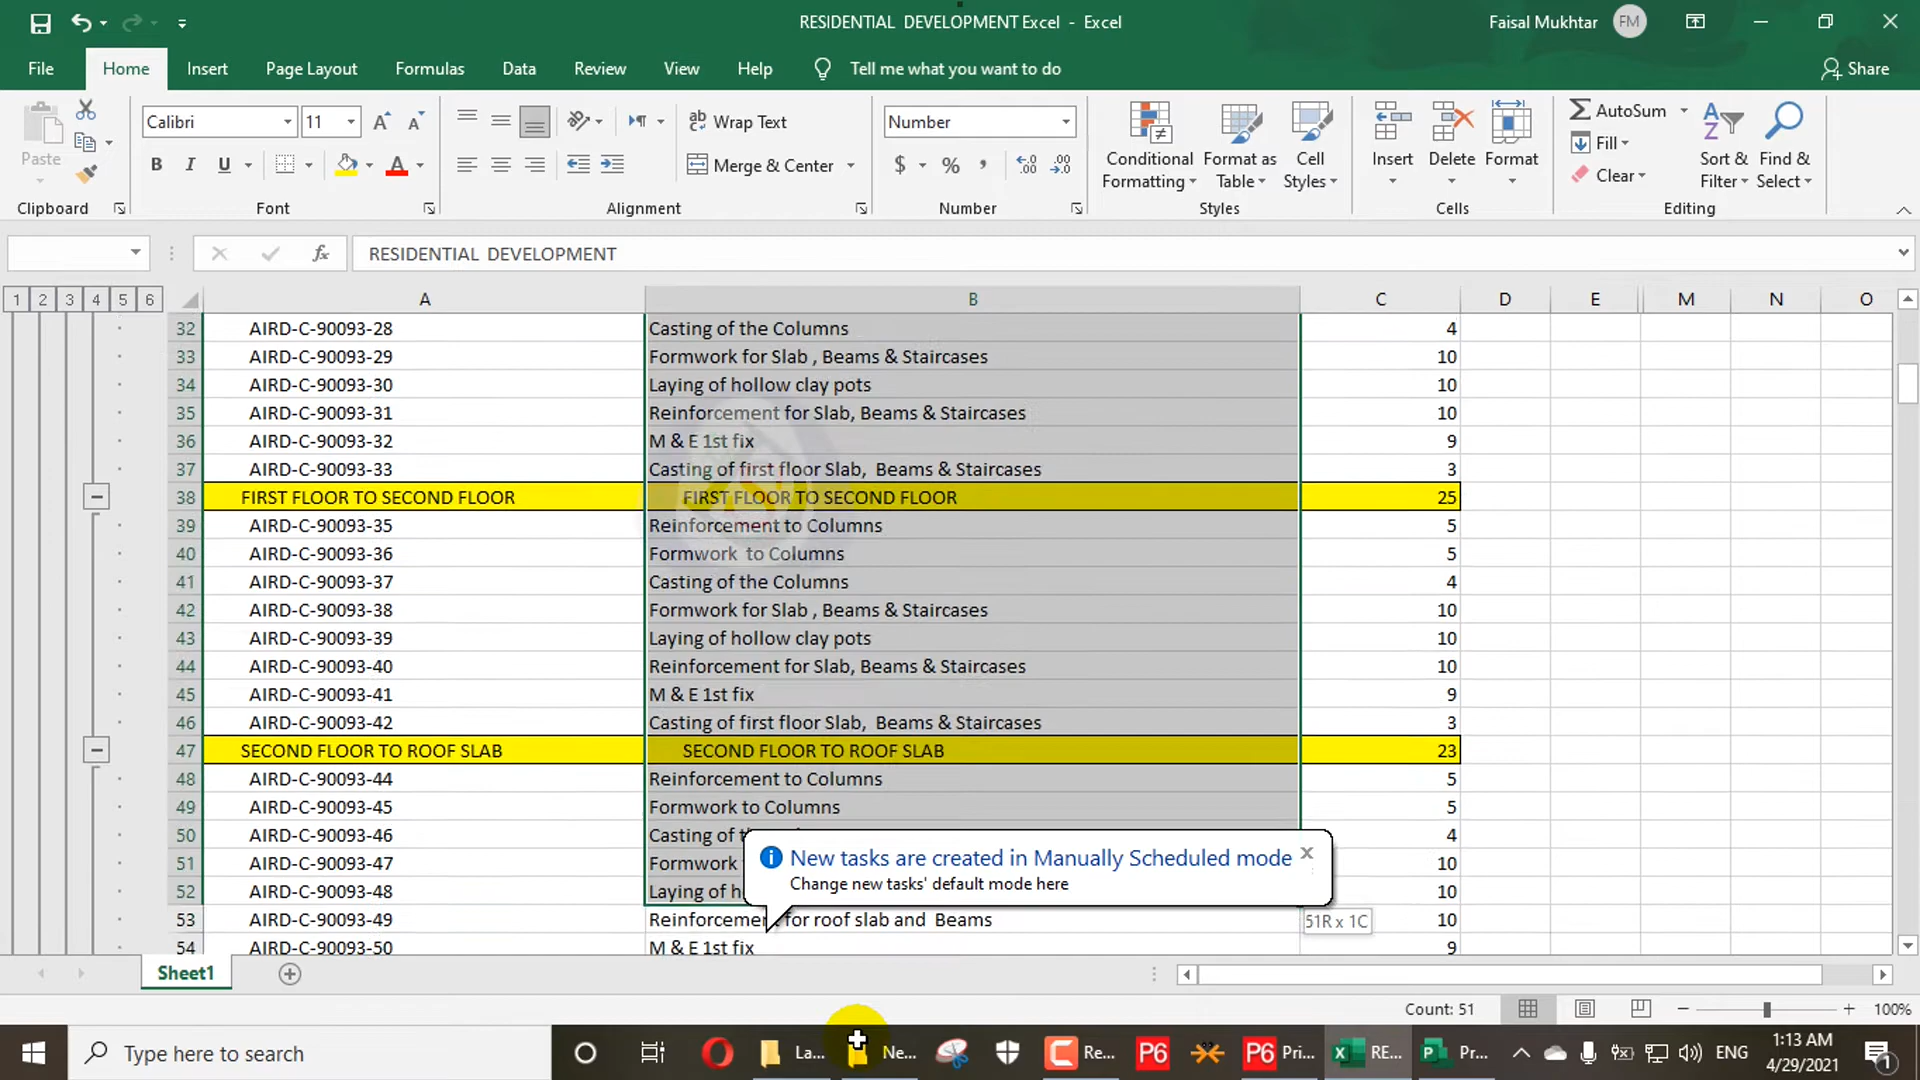 RESIDENTIAL  DEVELOPMENT Excel  -  Excel
Faisal Mukhtar
FM
File
Home
Insert
Page Layout
Formulas
Data
Review
View
Help
Tell me what you want to do
Share
Paste
Clipboard
Calibri
11
B I U
Font
Wrap Text
Merge & Center
Alignment
Number
$ % ,
Number
Conditional Formatting
Format as Table
Cell Styles
Styles
Insert
Delete
Format
Cells
AutoSum
Fill
Clear
Sort & Filter
Find & Select
Editing
fx
RESIDENTIAL  DEVELOPMENT
1 2 3 4 5 6
A B C D E M N O
32 AIRD-C-90093-28 Casting of the Columns 4
33 AIRD-C-90093-29 Formwork for Slab , Beams & Staircases 10
34 AIRD-C-90093-30 Laying of hollow clay pots 10
35 AIRD-C-90093-31 Reinforcement for Slab, Beams & Staircases 10
36 AIRD-C-90093-32 M & E 1st fix 9
37 AIRD-C-90093-33 Casting of first floor Slab,  Beams & Staircases 3
38 FIRST FLOOR TO SECOND FLOOR FIRST FLOOR TO SECOND FLOOR 25
39 AIRD-C-90093-35 Reinforcement to Columns 5
40 AIRD-C-90093-36 Formwork  to Columns 5
41 AIRD-C-90093-37 Casting of the Columns 4
42 AIRD-C-90093-38 Formwork for Slab , Beams & Staircases 10
43 AIRD-C-90093-39 Laying of hollow clay pots 10
44 AIRD-C-90093-40 Reinforcement for Slab, Beams & Staircases 10
45 AIRD-C-90093-41 M & E 1st fix 9
46 AIRD-C-90093-42 Casting of first floor Slab,  Beams & Staircases 3
47 SECOND FLOOR TO ROOF SLAB SECOND FLOOR TO ROOF SLAB 23
48 AIRD-C-90093-44 Reinforcement to Columns 5
49 AIRD-C-90093-45 Formwork to Columns 5
50 AIRD-C-90093-46 Casting of 4
51 AIRD-C-90093-47 Formwork 10
52 AIRD-C-90093-48 Laying of 10
53 AIRD-C-90093-49 Reinforcement for roof slab and  Beams 10
54 AIRD-C-90093-50 M & E 1st fix 9
New tasks are created in Manually Scheduled mode
Change new tasks' default mode here
51R x 1C
Sheet1
Count: 51
100%
Type here to search
La...
Ne...
Re...
P6
P6 Pri...
RE...
Pr...
ENG
1:13 AM
4/29/2021
1